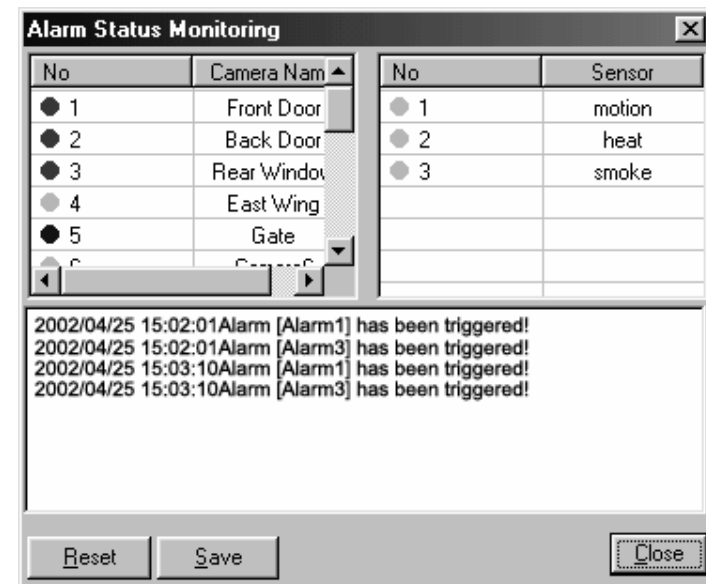 Alarm Status Monitoring
No Camera Nam
1 Front Door
2 Back Door
3 Rear Window
4 East Wing
5 Gate
No Sensor
1 motion
2 heat
3 smoke
2002/04/25 15:02:01Alarm [Alarm1] has been triggered!
2002/04/25 15:02:01Alarm [Alarm3] has been triggered!
2002/04/25 15:03:10Alarm [Alarm1] has been triggered!
2002/04/25 15:03:10Alarm [Alarm3] has been triggered!
Reset Save Close